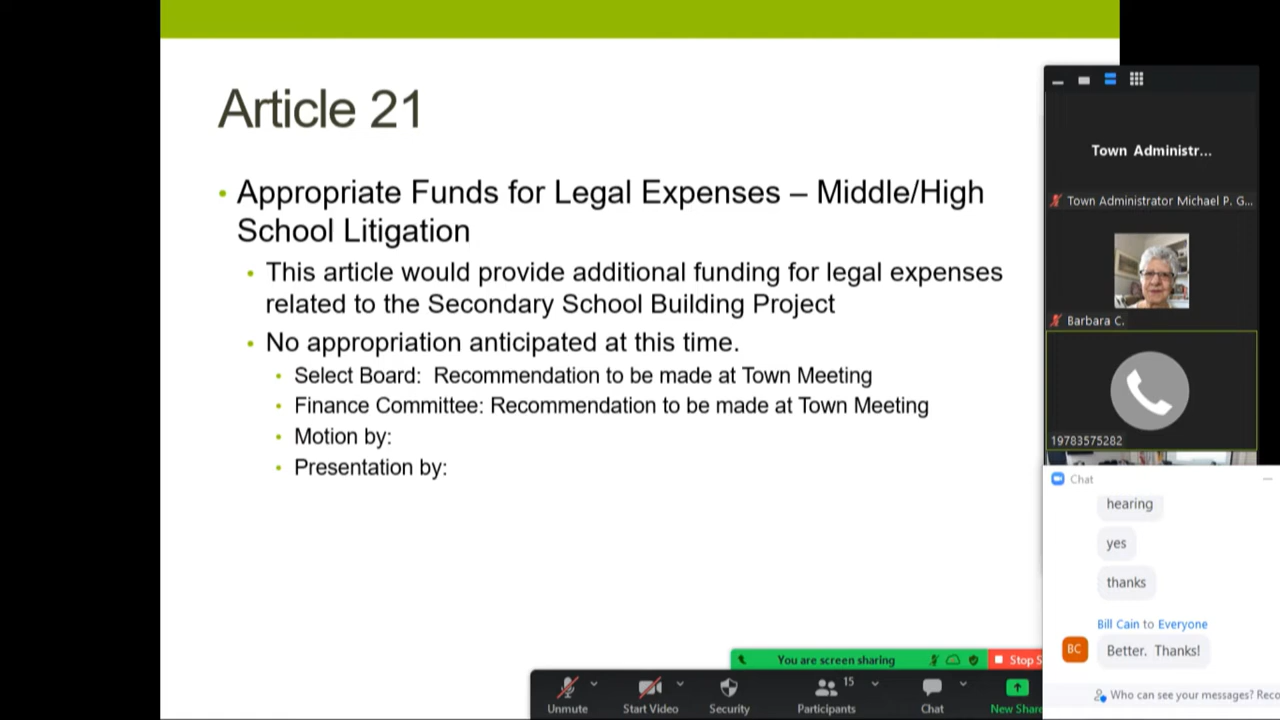 Article 21
• Appropriate Funds for Legal Expenses – Middle/High
School Litigation
• This article would provide additional funding for legal expenses
related to the Secondary School Building Project
• No appropriation anticipated at this time.
• Select Board: Recommendation to be made at Town Meeting
• Finance Committee: Recommendation to be made at Town Meeting
• Motion by:
• Presentation by:
Town Administr...
Town Administrator Michael P. G...
Barbara C.
19783575282
Chat
hearing
yes
thanks
Bill Cain to Everyone
BC
Better. Thanks!
Who can see your messages? Reco
You are screen sharing
Stop S
Unmute
Start Video
Security
Participants
15
Chat
New Share